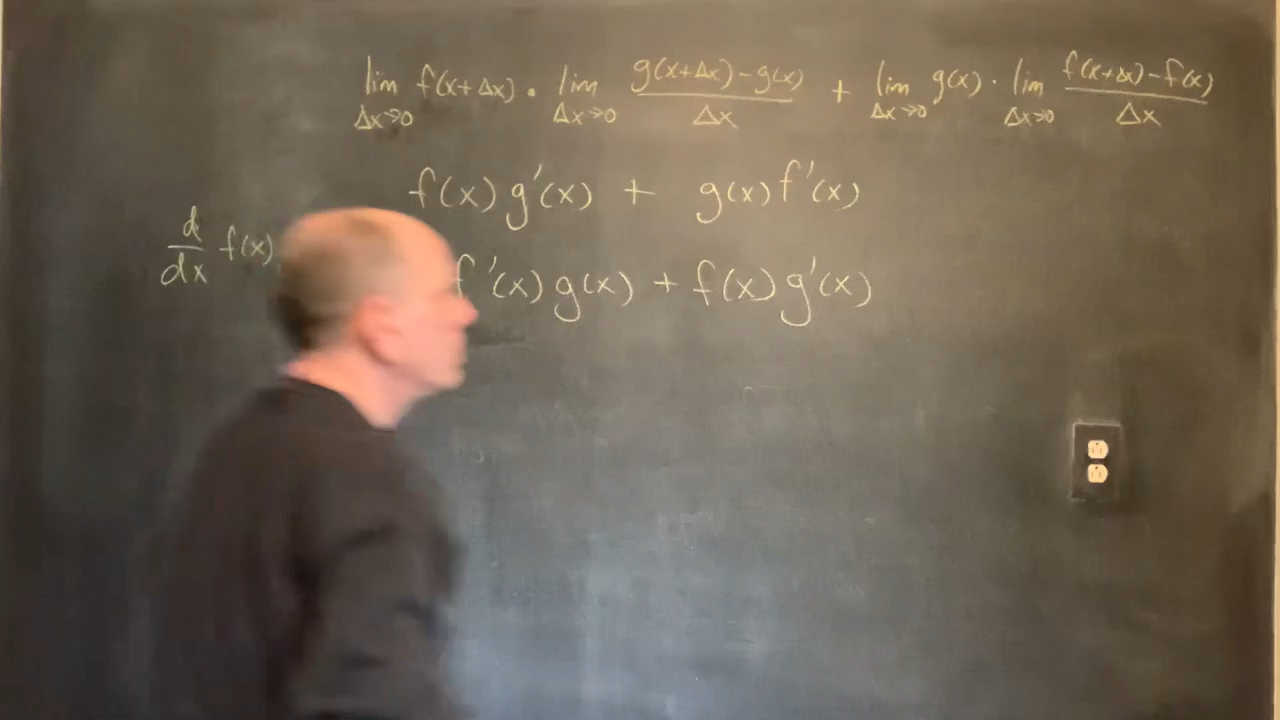 lim Δx→0 f(x+Δx) · lim Δx→0 g(x+Δx)-g(x) / Δx + lim Δx→0 g(x) · lim Δx→0 f(x+Δx)-f(x) / Δx
f(x) g'(x) + g(x) f'(x)
d/dx f(x) f'(x) g(x) + f(x) g'(x)